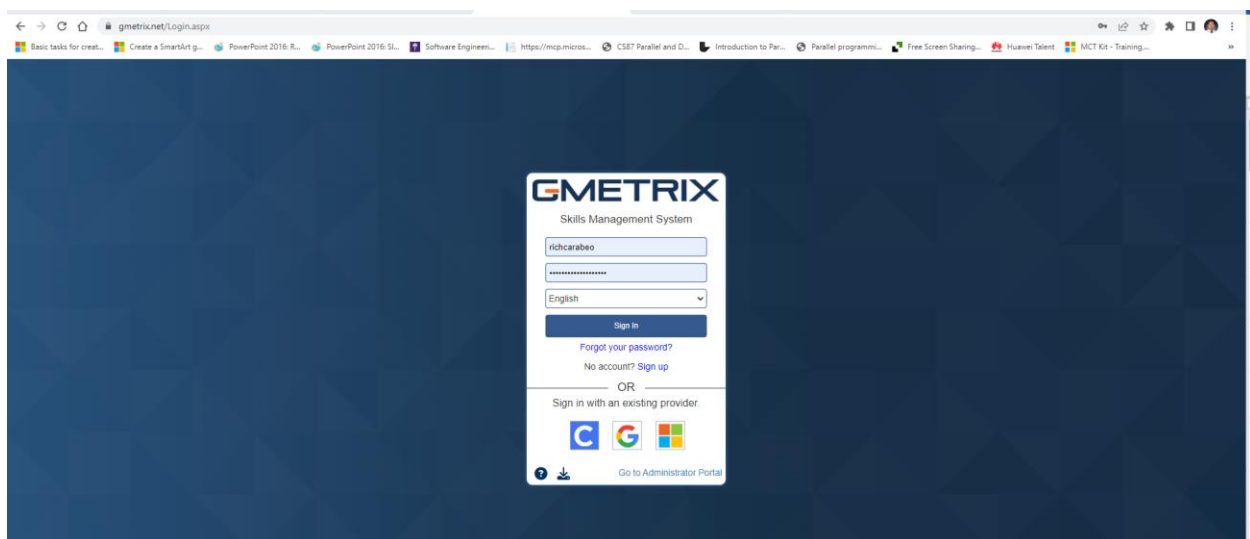 gmetrix.net/Login.aspx
Basic tasks for creat... Create a SmartArt g... PowerPoint 2016: R... PowerPoint 2016: Sl... Software Engineeri... https://mcp.micros... CS87 Parallel and D... Introduction to Par... Parallel programmi... Free Screen Sharing... Huawei Talent MCT Kit - Training,... »
GMETRIX
Skills Management System
richcarabeo
••••••••••••••••••
English
Sign In
Forgot your password?
No account? Sign up
OR
Sign in with an existing provider.
C G
? Go to Administrator Portal